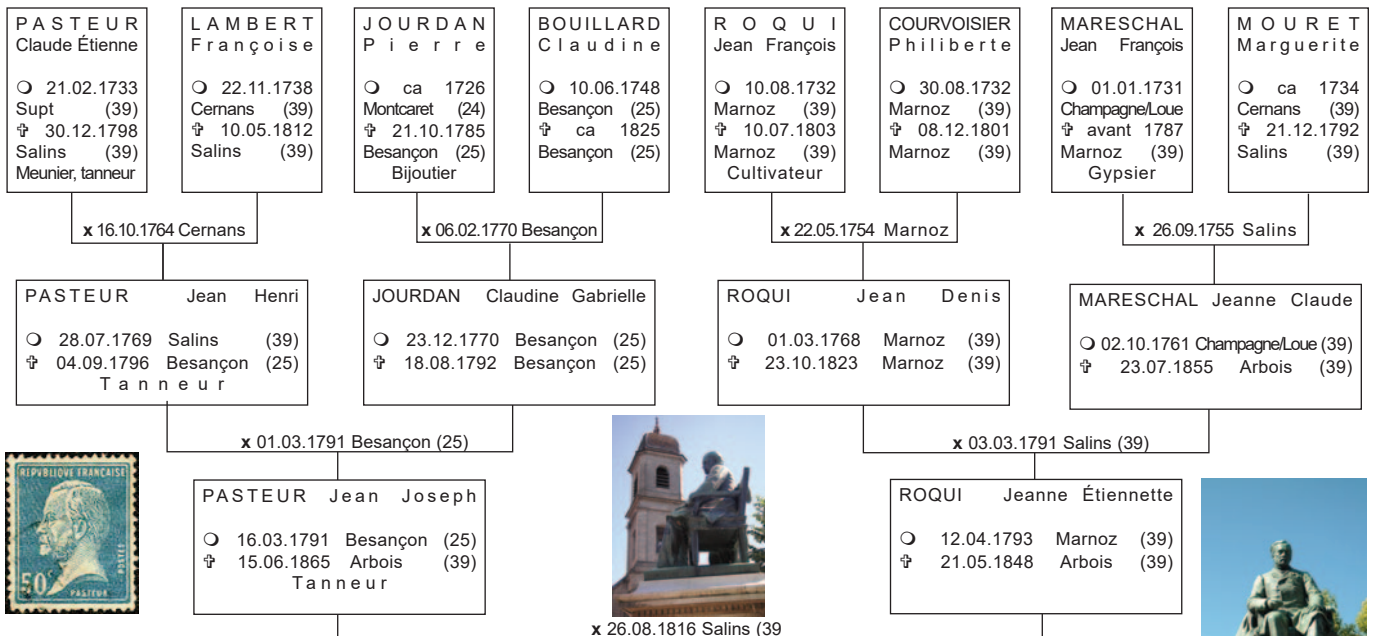 PASTEUR
Claude Étienne
❍ 21.02.1733
Supt (39)
✞ 30.12.1798
Salins (39)
Meunier, tanneur
LAMBERT
Françoise
❍ 22.11.1738
Cernans (39)
✞ 10.05.1812
Salins (39)
JOURDAN
Pierre
❍ ca 1726
Montcaret (24)
✞ 21.10.1785
Besançon (25)
Bijoutier
BOUILLARD
Claudine
❍ 10.06.1748
Besançon (25)
✞ ca 1825
Besançon (25)
ROQUI
Jean François
❍ 10.08.1732
Marnoz (39)
✞ 10.07.1803
Marnoz (39)
Cultivateur
COURVOISIER
Philiberte
❍ 30.08.1732
Marnoz (39)
✞ 08.12.1801
Marnoz (39)
MARESCHAL
Jean François
❍ 01.01.1731
Champagne/Loue
✞ avant 1787
Marnoz (39)
Gypsier
MOURET
Marguerite
❍ ca 1734
Cernans (39)
✞ 21.12.1792
Salins (39)
x 16.10.1764 Cernans
x 06.02.1770 Besançon
x 22.05.1754 Marnoz
x 26.09.1755 Salins
PASTEUR Jean Henri
❍ 28.07.1769 Salins (39)
✞ 04.09.1796 Besançon (25)
Tanneur
JOURDAN Claudine Gabrielle
❍ 23.12.1770 Besançon (25)
✞ 18.08.1792 Besançon (25)
ROQUI Jean Denis
❍ 01.03.1768 Marnoz (39)
✞ 23.10.1823 Marnoz (39)
MARESCHAL Jeanne Claude
❍ 02.10.1761 Champagne/Loue (39)
✞ 23.07.1855 Arbois (39)
x 01.03.1791 Besançon (25)
x 03.03.1791 Salins (39)
REPVBLIQVE FRANCAISE
POSTES
50c
PASTEUR
PASTEUR Jean Joseph
❍ 16.03.1791 Besançon (25)
✞ 15.06.1865 Arbois (39)
Tanneur
ROQUI Jeanne Étiennette
❍ 12.04.1793 Marnoz (39)
✞ 21.05.1848 Arbois (39)
x 26.08.1816 Salins (39